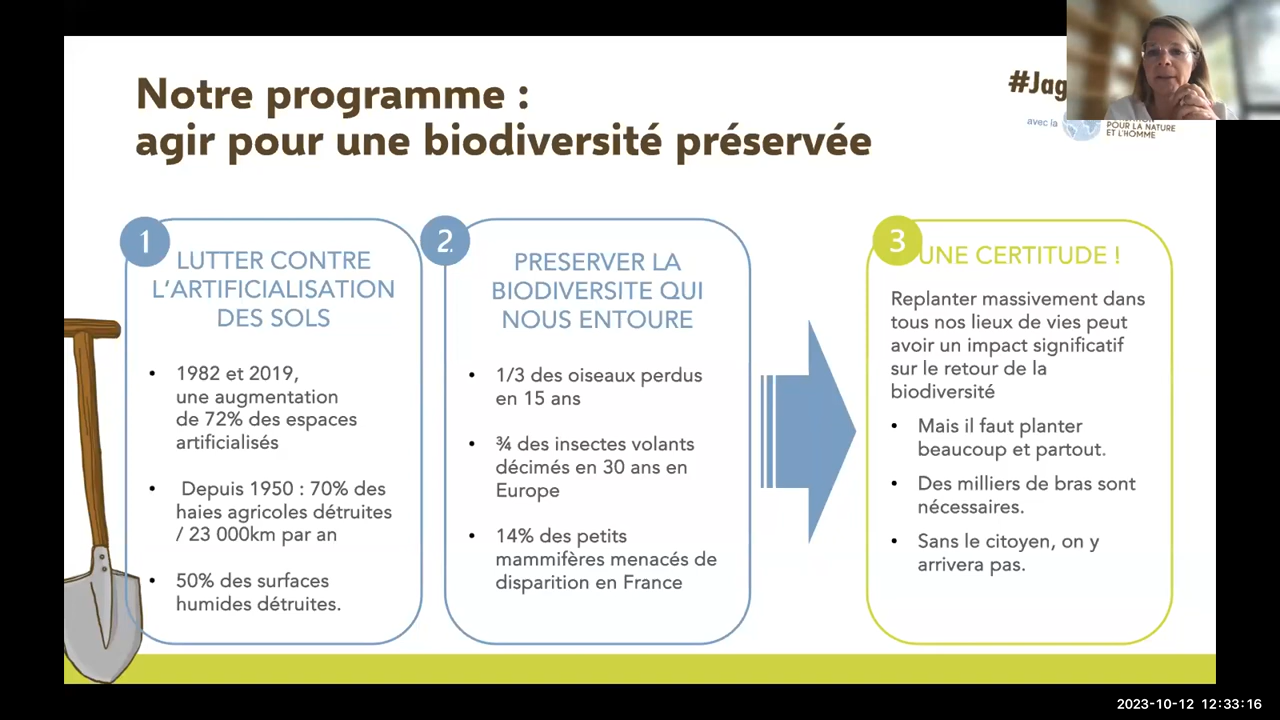 Notre programme :
agir pour une biodiversité préservée
#Jag
avec la
POUR LA NATURE
ET L'HOMME
1
LUTTER CONTRE
L'ARTIFICIALISATION
DES SOLS
• 1982 et 2019,
une augmentation
de 72% des espaces
artificialisés
• Depuis 1950 : 70% des
haies agricoles détruites
/ 23 000km par an
• 50% des surfaces
humides détruites.
2.
PRESERVER LA
BIODIVERSITE QUI
NOUS ENTOURE
• 1/3 des oiseaux perdus
en 15 ans
• ¾ des insectes volants
décimés en 30 ans en
Europe
• 14% des petits
mammifères menacés de
disparition en France
3
UNE CERTITUDE !
Replanter massivement dans
tous nos lieux de vies peut
avoir un impact significatif
sur le retour de la
biodiversité
• Mais il faut planter
beaucoup et partout.
• Des milliers de bras sont
nécessaires.
• Sans le citoyen, on y
arrivera pas.
2023-10-12 12:33:16